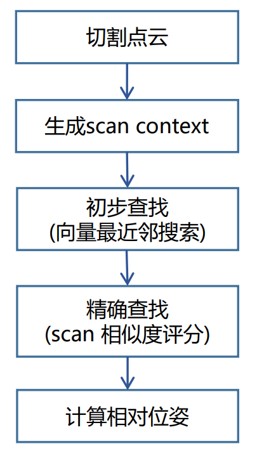 切割点云
生成scan context
初步查找
(向量最近邻搜索)
精确查找
(scan 相似度评分)
计算相对位姿